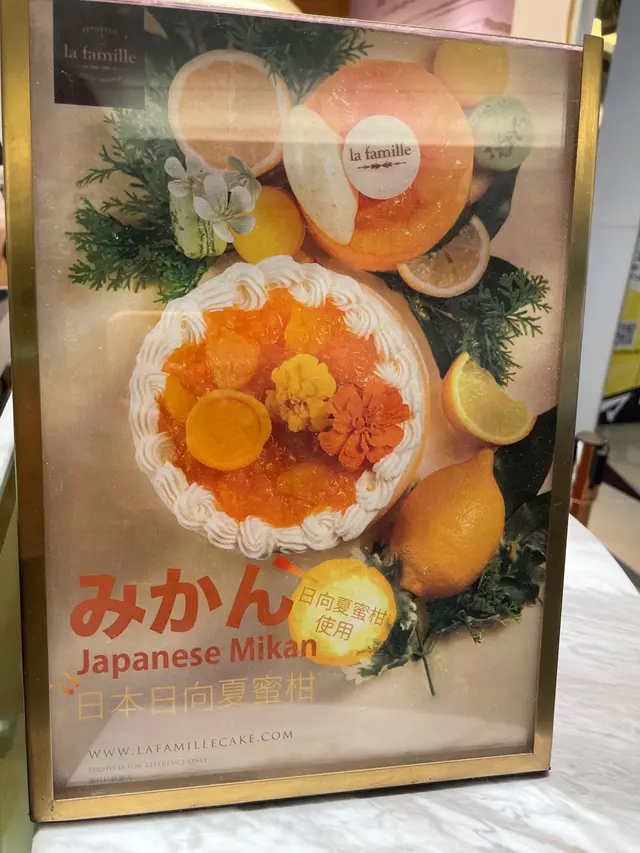 la famille
la famille
みかん
日向夏蜜柑
使用
Japanese Mikan
日本日向夏蜜柑
WWW.LAFAMILLECAKE.COM
PHOTO IS FOR REFERENCE ONLY